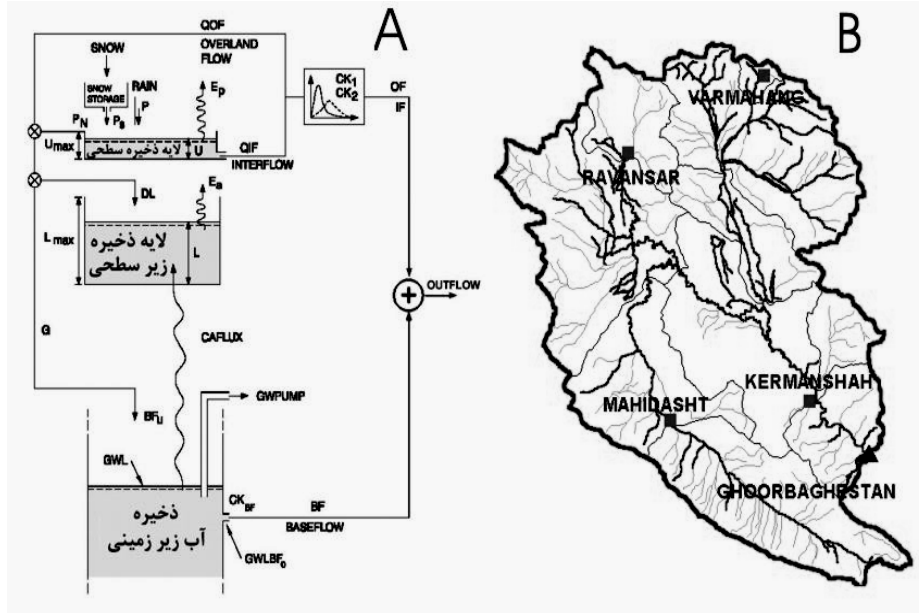 A
QOF
OVERLAND
FLOW
SNOW
SNOW
STORAGE
RAIN
P
Ps
PN
Ep
CK1
CK2
OF
IF
Umax
لایه ذخیره سطحی
U
QIF
INTERFLOW
DL
Ea
Lmax
لایه ذخیره
زیر سطحی
L
OUTFLOW
G
CAFLUX
GWPUMP
BFu
GWL
CKBF
BF
BASEFLOW
ذخیره
آب زیر زمینی
GWLBF0
B
VARMAHANG
RAVANSAR
KERMANSHAH
MAHIDASHT
GHOORBAGHESTAN